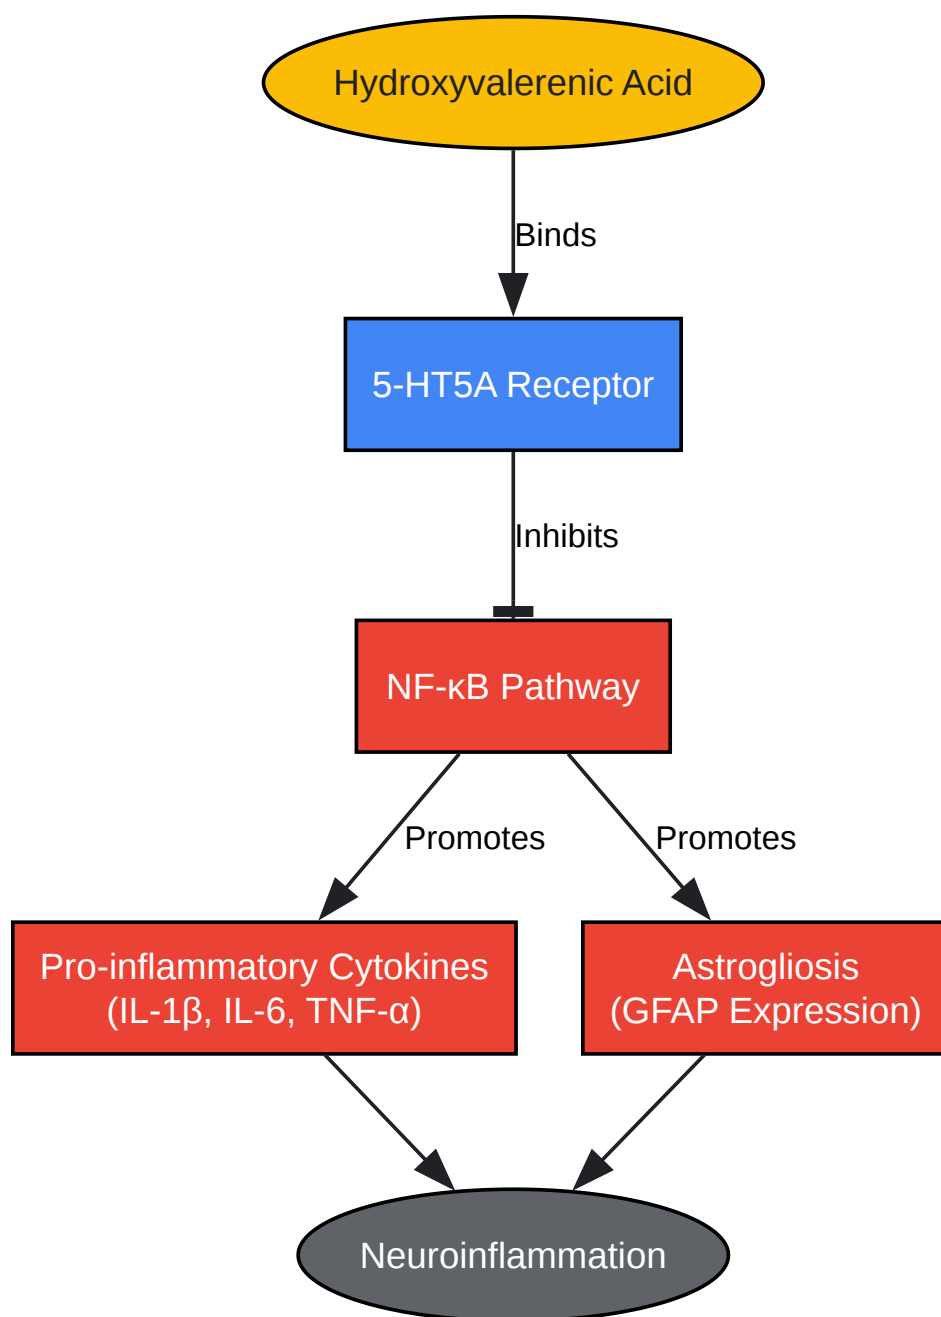 Hydroxyvalerenic Acid
Binds
5-HT5A Receptor
Inhibits
NF-κB Pathway
Promotes
Promotes
Pro-inflammatory Cytokines
(IL-1β, IL-6, TNF-α)
Astrogliosis
(GFAP Expression)
Neuroinflammation